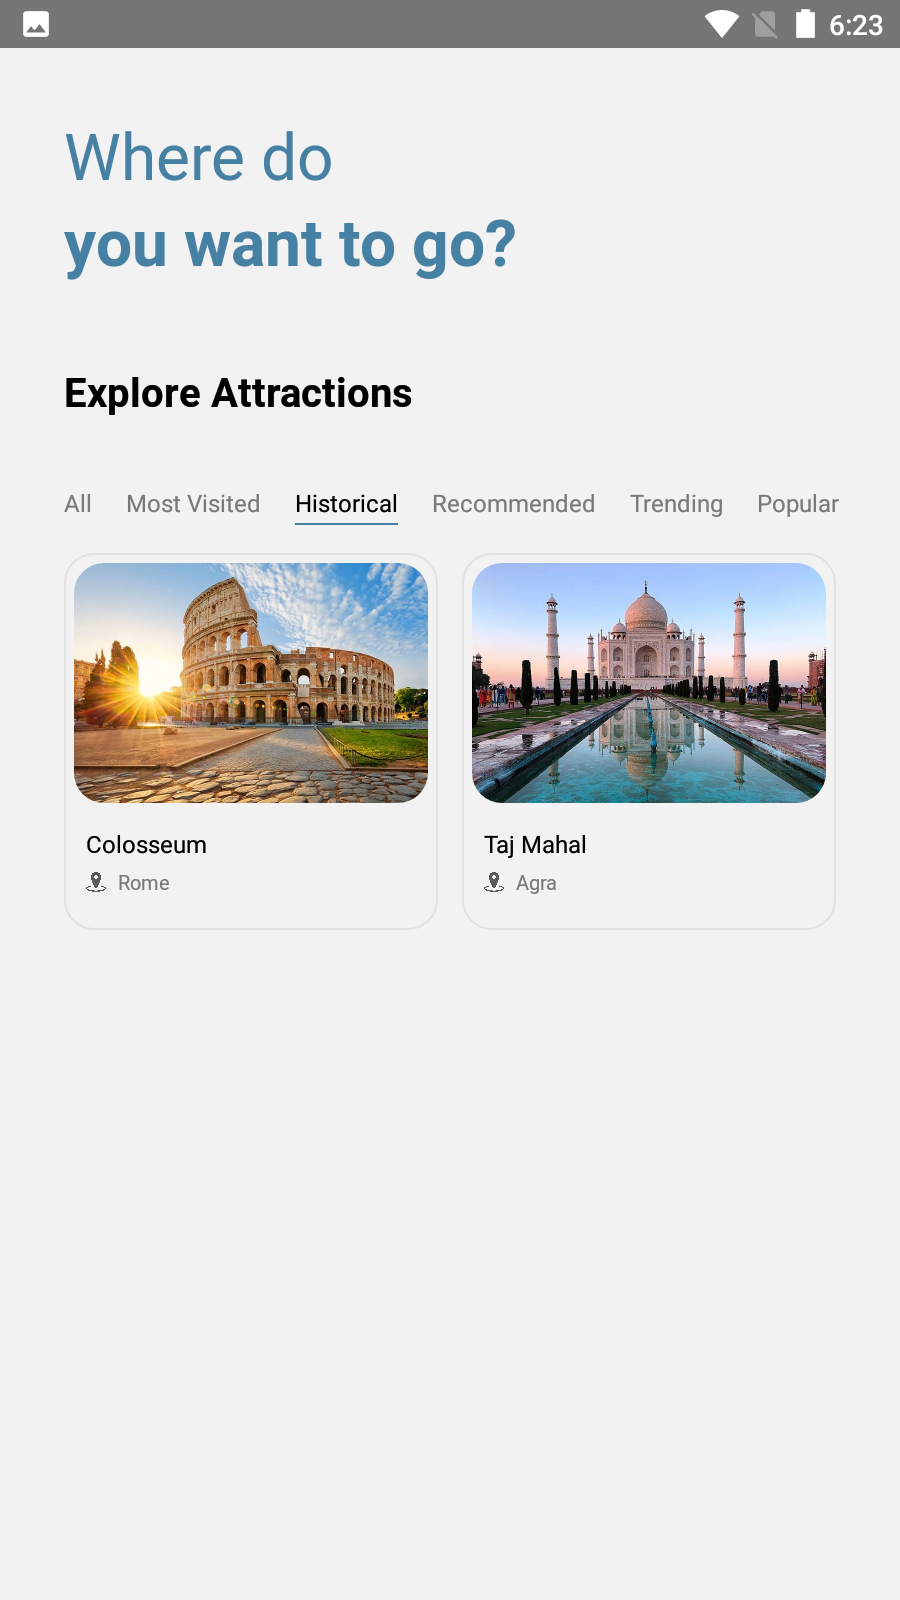 6:23
Where do
you want to go?
Explore Attractions
All Most Visited Historical Recommended Trending Popular
Colosseum Taj Mahal
Rome Agra